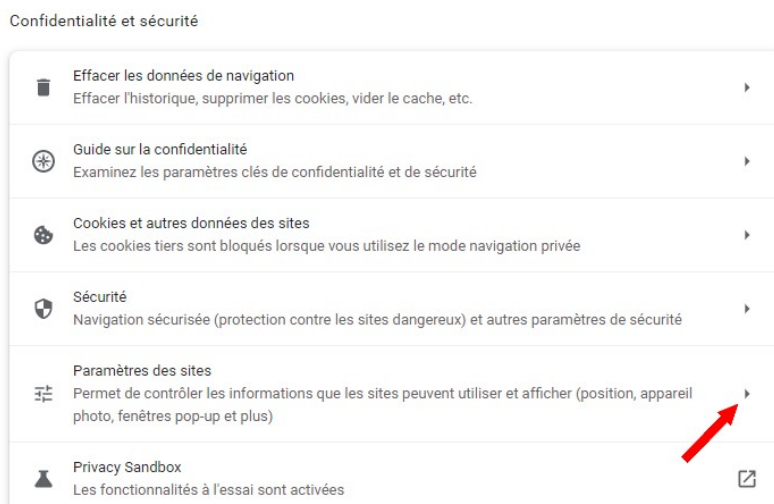 Confidentialité et sécurité
Effacer les données de navigation
Effacer l'historique, supprimer les cookies, vider le cache, etc.
Guide sur la confidentialité
Examinez les paramètres clés de confidentialité et de sécurité
Cookies et autres données des sites
Les cookies tiers sont bloqués lorsque vous utilisez le mode navigation privée
Sécurité
Navigation sécurisée (protection contre les sites dangereux) et autres paramètres de sécurité
Paramètres des sites
Permet de contrôler les informations que les sites peuvent utiliser et afficher (position, appareil
photo, fenêtres pop-up et plus)
Privacy Sandbox
Les fonctionnalités à l'essai sont activées